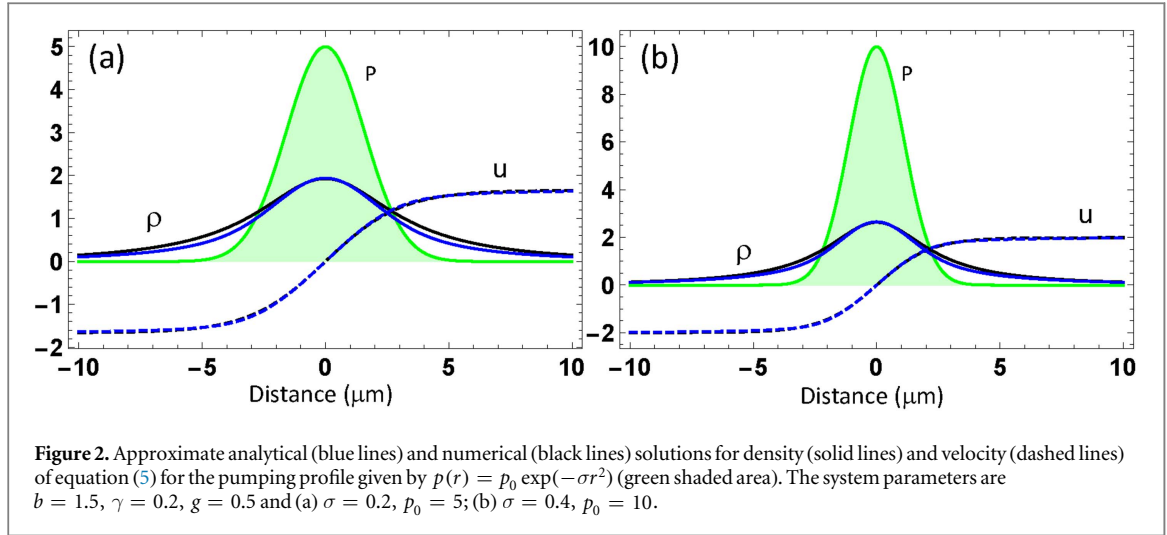 (a)
5
4
3
2
1
0
−1
−2
P
u
ρ
−10 −5 0 5 10
Distance (μm)
(b)
10
8
6
4
2
0
−2
P
u
ρ
−10 −5 0 5 10
Distance (μm)
Figure 2. Approximate analytical (blue lines) and numerical (black lines) solutions for density (solid lines) and velocity (dashed lines)
of equation (5) for the pumping profile given by p(r) = p₀ exp(−σr²) (green shaded area). The system parameters are
b = 1.5, γ = 0.2, g = 0.5 and (a) σ = 0.2, p₀ = 5; (b) σ = 0.4, p₀ = 10.